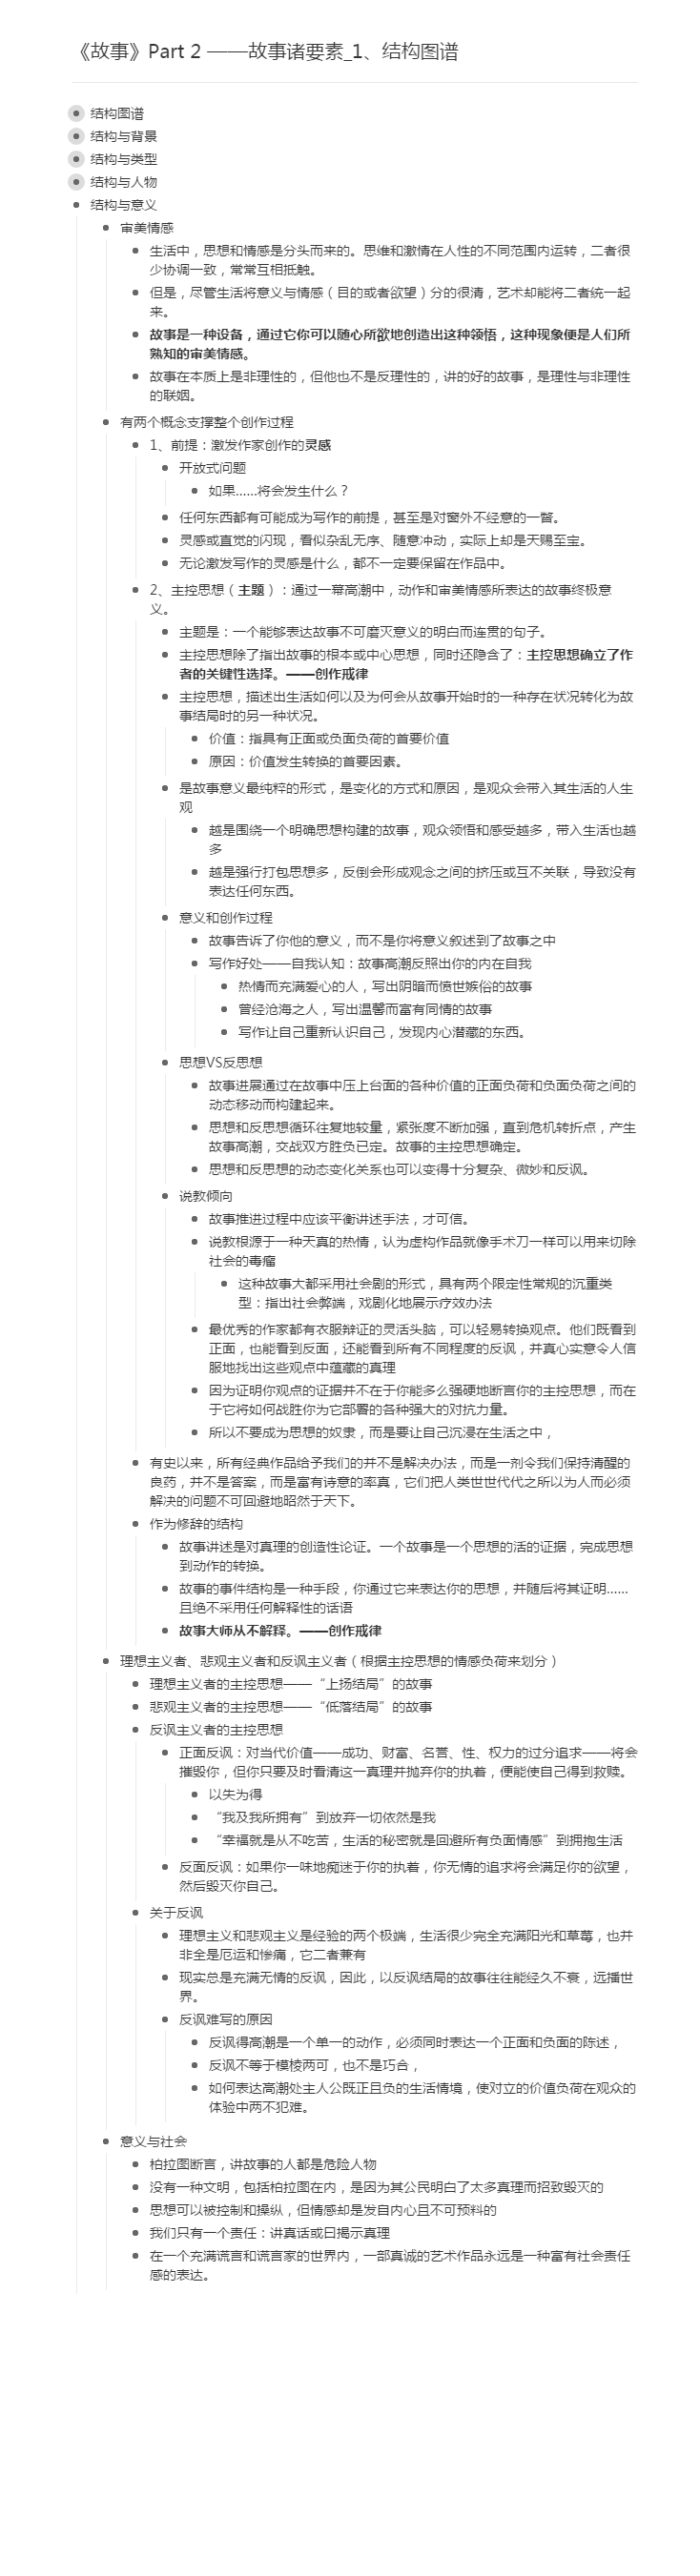 《故事》Part 2 ——故事诸要素_1、结构图谱
结构图谱
结构与背景
结构与类型
结构与人物
结构与意义
审美情感
生活中，思想和情感是分头而来的。思维和激情在人性的不同范围内运转，二者很
少协调一致，常常互相抵触。
但是，尽管生活将意义与情感（目的或者欲望）分的很清，艺术却能将二者统一起
来。
故事是一种设备，通过它你可以随心所欲地创造出这种领悟，这种现象便是人们所
熟知的审美情感。
故事在本质上是非理性的，但他也不是反理性的，讲的好的故事，是理性与非理性
的联姻。
有两个概念支撑整个创作过程
1、前提：激发作家创作的灵感
开放式问题
如果……将会发生什么？
任何东西都有可能成为写作的前提，甚至是对窗外不经意的一瞥。
灵感或直觉的闪现，看似杂乱无序、随意冲动，实际上却是天赐至宝。
无论激发写作的灵感是什么，都不一定要保留在作品中。
2、主控思想（主题）：通过一幕高潮中，动作和审美情感所表达的故事终极意
义。
主题是：一个能够表达故事不可磨灭意义的明白而连贯的句子。
主控思想除了指出故事的根本或中心思想，同时还隐含了：主控思想确立了作
者的关键性选择。——创作戒律
主控思想，描述出生活如何以及为何会从故事开始时的一种存在状况转化为故
事结局时的另一种状况。
价值：指具有正面或负面负荷的首要价值
原因：价值发生转换的首要因素。
是故事意义最纯粹的形式，是变化的方式和原因，是观众会带入其生活的人生
观
越是围绕一个明确思想构建的故事，观众领悟和感受越多，带入生活也越
多
越是强行打包思想多，反倒会形成观念之间的挤压或互不关联，导致没有
表达任何东西。
意义和创作过程
故事告诉了你他的意义，而不是你将意义叙述到了故事之中
写作好处——自我认知：故事高潮反照出你的内在自我
热情而充满爱心的人，写出阴暗而愤世嫉俗的故事
曾经沧海之人，写出温馨而富有同情的故事
写作让自己重新认识自己，发现内心潜藏的东西。
思想VS反思想
故事进展通过在故事中压上台面的各种价值的正面负荷和负面负荷之间的
动态移动而构建起来。
思想和反思想循环往复地较量，紧张度不断加强，直到危机转折点，产生
故事高潮，交战双方胜负已定。故事的主控思想确定。
思想和反思想的动态变化关系也可以变得十分复杂、微妙和反讽。
说教倾向
故事推进过程中应该平衡讲述手法，才可信。
说教根源于一种天真的热情，认为虚构作品就像手术刀一样可以用来切除
社会的毒瘤
这种故事大都采用社会剧的形式，具有两个限定性常规的沉重类
型：指出社会弊端，戏剧化地展示疗效办法
最优秀的作家都有衣服辩证的灵活头脑，可以轻易转换观点。他们既看到
正面，也能看到反面，还能看到所有不同程度的反讽，并真心实意令人信
服地找出这些观点中蕴藏的真理
因为证明你观点的证据并不在于你能多么强硬地断言你的主控思想，而在
于它将如何战胜你为它部署的各种强大的对抗力量。
所以不要成为思想的奴隶，而是要让自己沉浸在生活之中，
有史以来，所有经典作品给予我们的并不是解决办法，而是一剂令我们保持清醒的
良药，并不是答案，而是富有诗意的率真，它们把人类世世代代之所以为人而必须
解决的问题不可回避地昭然于天下。
作为修辞的结构
故事讲述是对真理的创造性论证。一个故事是一个思想的活的证据，完成思想
到动作的转换。
故事的事件结构是一种手段，你通过它来表达你的思想，并随后将其证明……
且绝不采用任何解释性的话语
故事大师从不解释。——创作戒律
理想主义者、悲观主义者和反讽主义者（根据主控思想的情感负荷来划分）
理想主义者的主控思想——“上扬结局”的故事
悲观主义者的主控思想——“低落结局”的故事
反讽主义者的主控思想
正面反讽：对当代价值——成功、财富、名誉、性、权力的过分追求——将会
摧毁你，但你只要及时看清这一真理并抛弃你的执着，便能使自己得到救赎。
以失为得
“我及我所拥有”到放弃一切依然是我
“幸福就是从不吃苦，生活的秘密就是回避所有负面情感”到拥抱生活
反面反讽：如果你一味地痴迷于你的执着，你无情的追求将会满足你的欲望，
然后毁灭你自己。
关于反讽
理想主义和悲观主义是经验的两个极端，生活很少完全充满阳光和草莓，也并
非全是厄运和惨痛，它二者兼有
现实总是充满无情的反讽，因此，以反讽结局的故事往往能经久不衰，远播世
界。
反讽难写的原因
反讽得高潮是一个单一的动作，必须同时表达一个正面和负面的陈述，
反讽不等于模棱两可，也不是巧合，
如何表达高潮处主人公既正且负的生活情境，使对立的价值负荷在观众的
体验中两不犯难。
意义与社会
柏拉图断言，讲故事的人都是危险人物
没有一种文明，包括柏拉图在内，是因为其公民明白了太多真理而招致毁灭的
思想可以被控制和操纵，但情感却是发自内心且不可预料的
我们只有一个责任：讲真话或曰揭示真理
在一个充满谎言和谎言家的世界内，一部真诚的艺术作品永远是一种富有社会责任
感的表达。